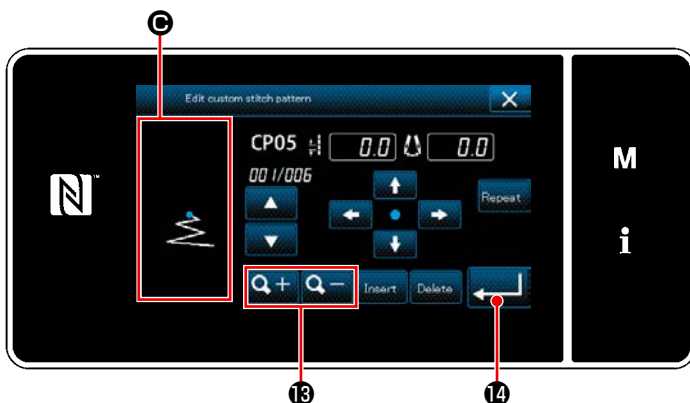 Ⓒ
Edit custom stitch pattern
CP05 0.0 0.0
001/006
M
N
Repeat
i
+ − Insert Delete
⑬ ⑭